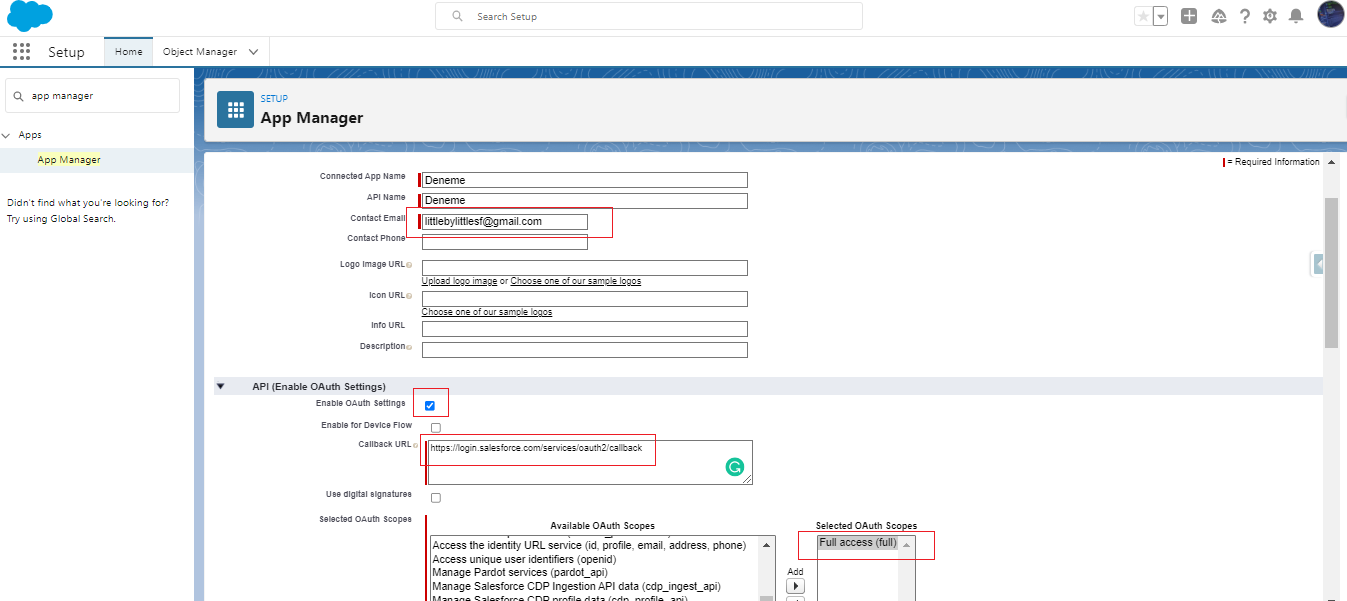 Search Setup
Setup
Home
Object Manager
app manager
Apps
App Manager
Didn't find what you're looking for?
Try using Global Search.
SETUP
App Manager
= Required Information
Connected App Name
Deneme
API Name
Deneme
Contact Email
littlebylittlesf@gmail.com
Contact Phone
Logo Image URL
Upload logo image or Choose one of our sample logos
Icon URL
Choose one of our sample logos
Info URL
Description
API (Enable OAuth Settings)
Enable OAuth Settings
Enable for Device Flow
Callback URL
https://login.salesforce.com/services/oauth2/callback
Use digital signatures
Selected OAuth Scopes
Available OAuth Scopes
Access the identity URL service (id, profile, email, address, phone)
Access unique user identifiers (openid)
Manage Pardot services (pardot_api)
Manage Salesforce CDP Ingestion API data (cdp_ingest_api)
Manage Salesforce CDP profile data (cdp_profile_api)
Add
Selected OAuth Scopes
Full access (full)